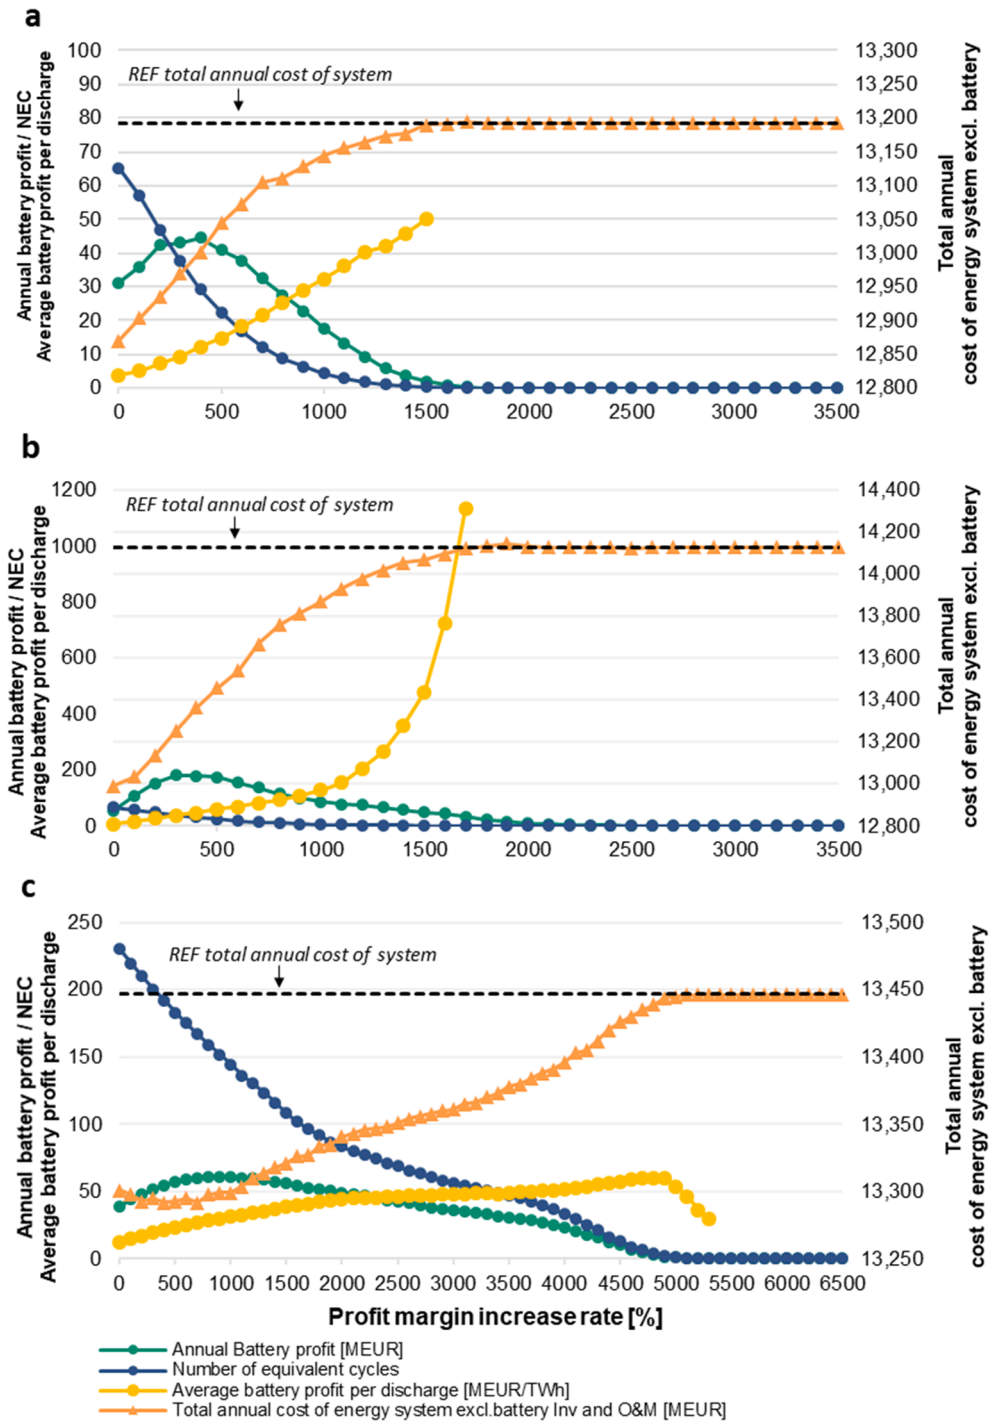 a
Annual battery profit / NEC
Average battery profit per discharge
100
90
80
70
60
50
40
30
20
10
0
REF total annual cost of system
13,300
13,250
13,200
13,150
13,100
13,050
13,000
12,950
12,900
12,850
12,800
Total annual
cost of energy system excl. battery
0 500 1000 1500 2000 2500 3000 3500
b
Annual battery profit / NEC
Average battery profit per discharge
1200
1000
800
600
400
200
0
REF total annual cost of system
14,400
14,200
14,000
13,800
13,600
13,400
13,200
13,000
12,800
Total annual
cost of energy system excl. battery
0 500 1000 1500 2000 2500 3000 3500
c
Annual battery profit / NEC
Average battery profit per discharge
250
200
150
100
50
0
REF total annual cost of system
13,500
13,450
13,400
13,350
13,300
13,250
Total annual
cost of energy system excl. battery
0 500 1000 1500 2000 2500 3000 3500 4000 4500 5000 5500 6000 6500
Profit margin increase rate [%]
Annual Battery profit [MEUR]
Number of equivalent cycles
Average battery profit per discharge [MEUR/TWh]
Total annual cost of energy system excl.battery Inv and O&M [MEUR]